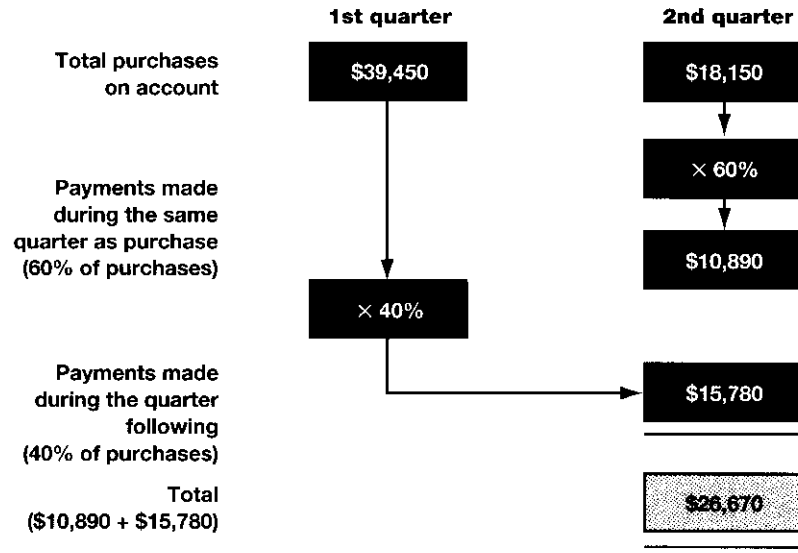 1st quarter 2nd quarter
Total purchases
on account
$39,450 $18,150
× 60%
Payments made
during the same
quarter as purchase
(60% of purchases)
$10,890
× 40%
Payments made
during the quarter
following
(40% of purchases)
$15,780
Total
($10,890 + $15,780)
$26,670